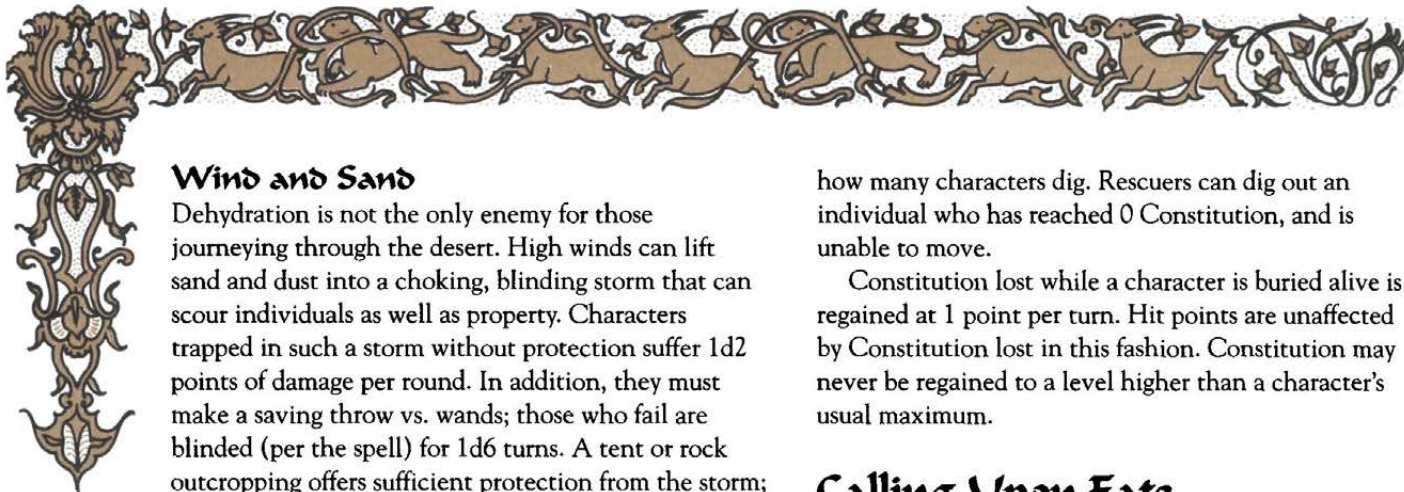 Wind and Sand
Dehydration is not the only enemy for those
journeying through the desert. High winds can lift
sand and dust into a choking, blinding storm that can
scour individuals as well as property. Characters
trapped in such a storm without protection suffer 1d2
points of damage per round. In addition, they must
make a saving throw vs. wands; those who fail are
blinded (per the spell) for 1d6 turns. A tent or rock
outcropping offers sufficient protection from the storm;
how many characters dig. Rescuers can dig out an
individual who has reached 0 Constitution, and is
unable to move.
Constitution lost while a character is buried alive is
regained at 1 point per turn. Hit points are unaffected
by Constitution lost in this fashion. Constitution may
never be regained to a level higher than a character's
usual maximum.
Calling Upon Fate